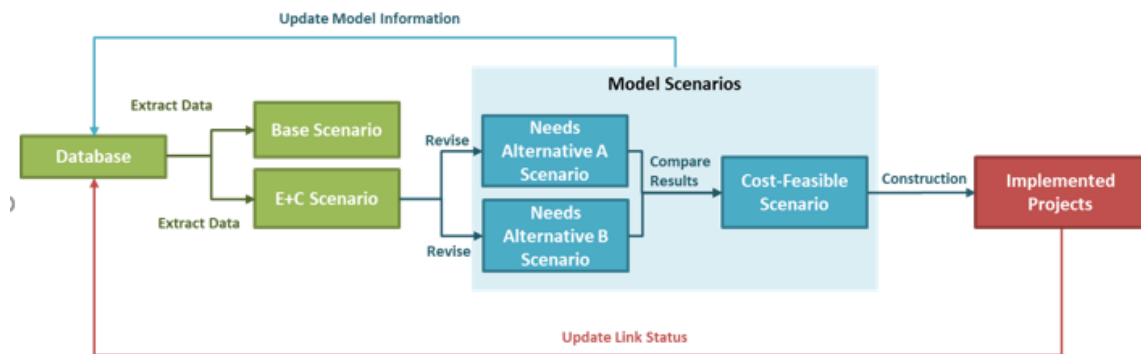 Update Model Information
Model Scenarios
Extract Data
Base Scenario
Database
Extract Data
E+C Scenario
Revise
Revise
Needs
Alternative A
Scenario
Needs
Alternative B
Scenario
Compare
Results
Cost-Feasible
Scenario
Construction
Implemented
Projects
Update Link Status